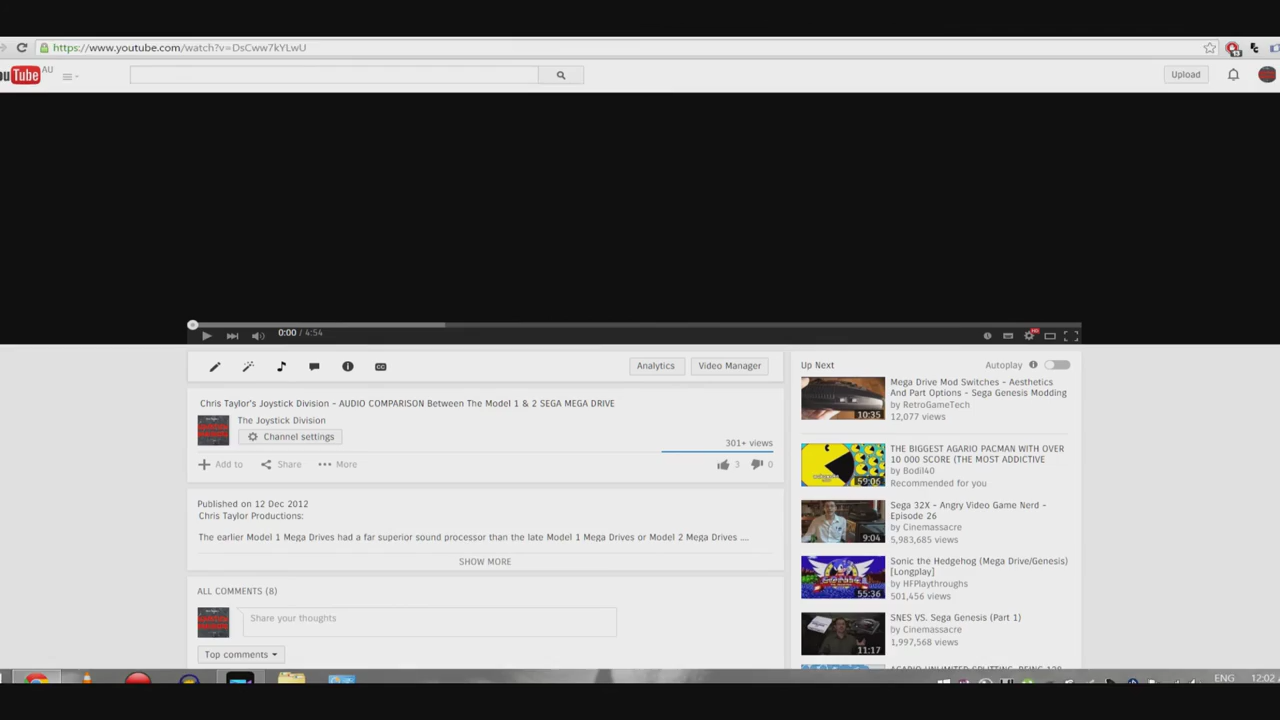 https://www.youtube.com/watch?v=DsCww7kYLwU
Tube AU
Upload
0:00 / 4:54
HD
Analytics
Video Manager
Chris Taylor's Joystick Division - AUDIO COMPARISON Between The Model 1 & 2 SEGA MEGA DRIVE
The Joystick Division
Channel settings
301+ views
Add to
Share
More
3
0
Published on 12 Dec 2012
Chris Taylor Productions:
The earlier Model 1 Mega Drives had a far superior sound processor than the late Model 1 Mega Drives or Model 2 Mega Drives ....
SHOW MORE
ALL COMMENTS (8)
Share your thoughts
Top comments
Up Next
Autoplay
Mega Drive Mod Switches - Aesthetics
And Part Options - Sega Genesis Modding
by RetroGameTech
12,077 views
10:35
THE BIGGEST AGARIO PACMAN WITH OVER
10 000 SCORE (THE MOST ADDICTIVE
by Bodil40
Recommended for you
59:06
Sega 32X - Angry Video Game Nerd -
Episode 26
by Cinemassacre
5,983,685 views
9:04
Sonic the Hedgehog (Mega Drive/Genesis)
[Longplay]
by HFPlaythroughs
501,456 views
55:36
SNES VS. Sega Genesis (Part 1)
by Cinemassacre
1,997,568 views
11:17
ENG
12:02